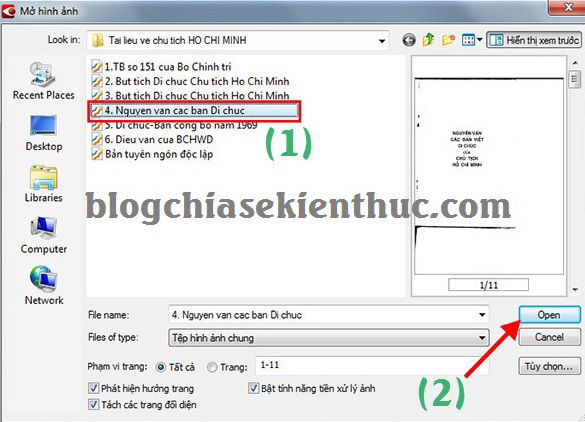 Mở hình ảnh
Look in: Tai lieu ve chu tich HO CHI MINH
Hiển thị xem trước
Recent Places
Desktop
Libraries
Computer
Network
1.TB so 151 cua Bo Chinh tri
2. But tich Di chuc Chu tich Ho Chi Minh
3. But tich Di chuc Chu tich Ho Chi Minh
4. Nguyen van cac ban Di chuc
5. Di chuc-Ban cong bo nam 1969
6. Dieu van cua BCHWD
Bản tuyên ngôn độc lập
(1)
NGUYÊN VĂN
CÁC BẢN VIẾT
DI CHÚC
CỦA
CHỦ TỊCH
HỒ CHÍ MINH
1/11
blogchiasekienthuc.com
File name: 4. Nguyen van cac ban Di chuc Open
Files of type: Tệp hình ảnh chung Cancel
Phạm vi trang: Tất cả Trang: 1-11 Tùy chọn...
Phát hiện hướng trang Bật tính năng tiền xử lý ảnh
Tách các trang đối diện
(2)